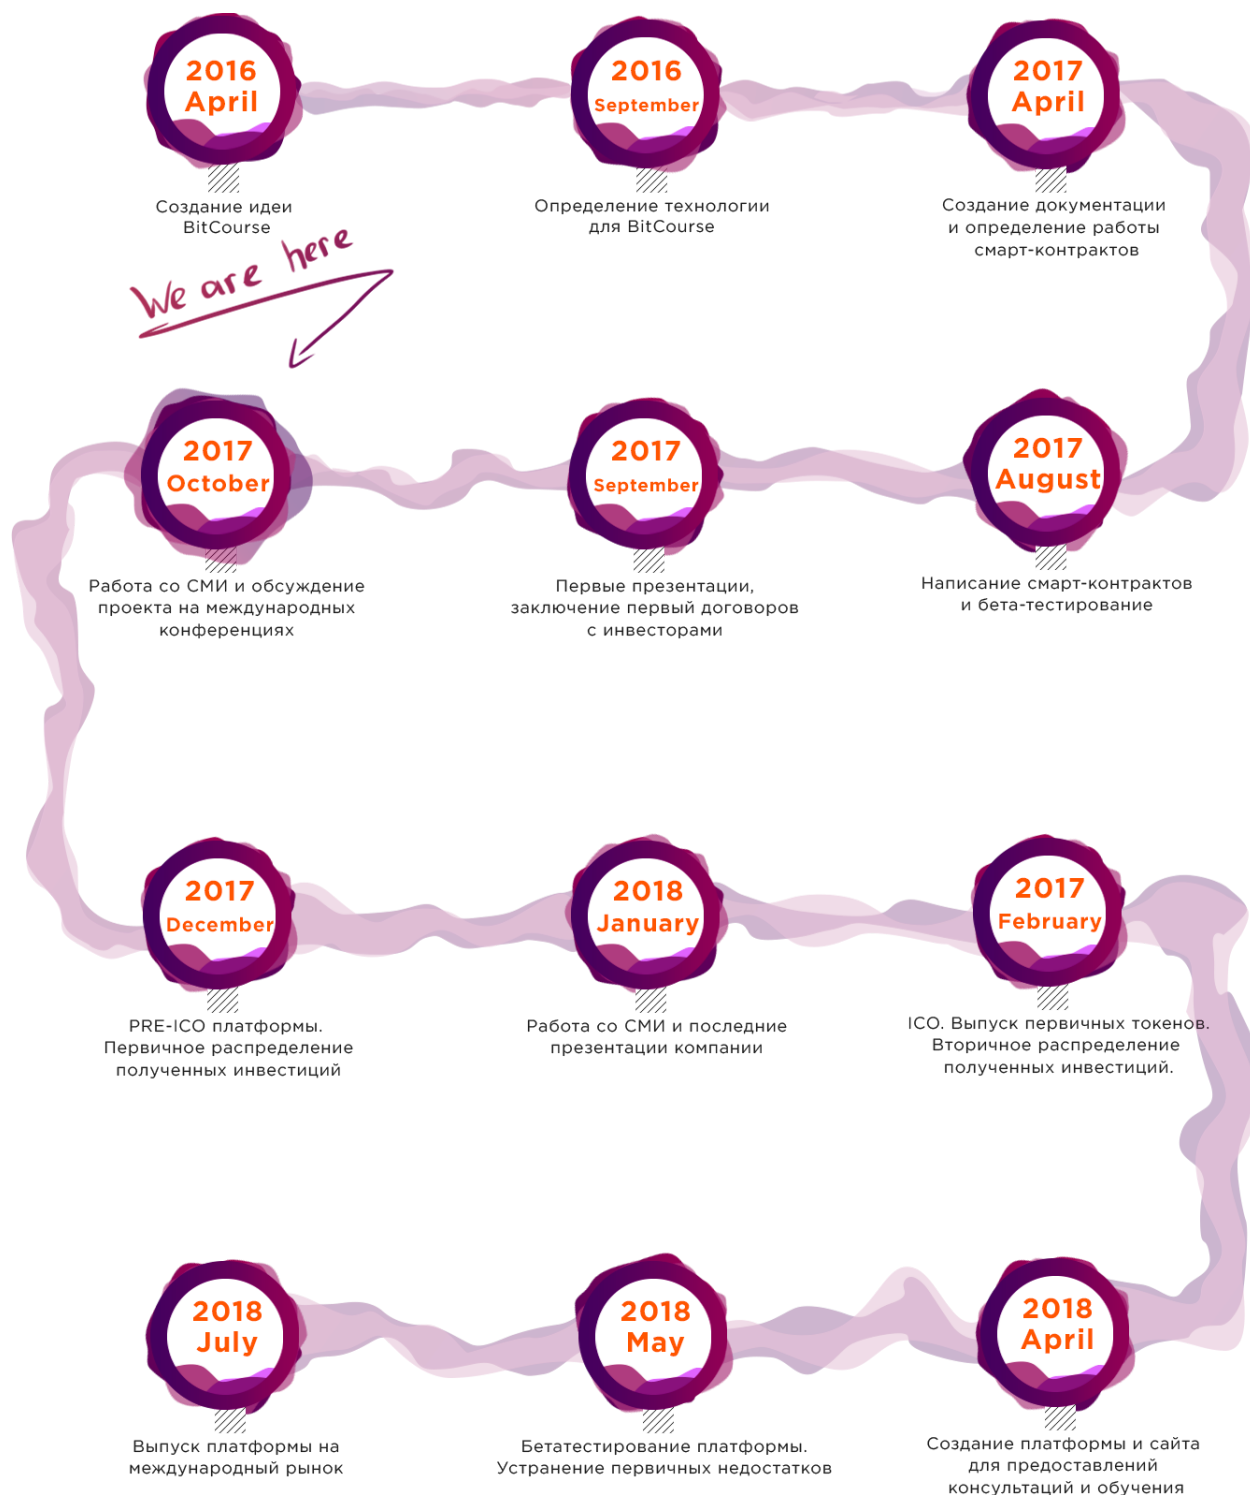 2016
April
Создание идеи
BitCourse
2016
September
Определение технологии
для BitCourse
2017
April
Создание документации
и определение работы
смарт-контрактов
We are here
2017
October
Работа со СМИ и обсуждение
проекта на международных
конференциях
2017
September
Первые презентации,
заключение первый договоров
с инвесторами
2017
August
Написание смарт-контрактов
и бета-тестирование
2017
December
PRE-ICO платформы.
Первичное распределение
полученных инвестиций
2018
January
Работа со СМИ и последние
презентации компании
2017
February
ICO. Выпуск первичных токенов.
Вторичное распределение
полученных инвестиций.
2018
July
Выпуск платформы на
международный рынок
2018
May
Бетатестирование платформы.
Устранение первичных недостатков
2018
April
Создание платформы и сайта
для предоставлений
консультаций и обучения